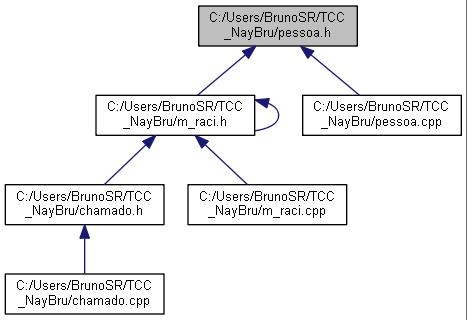 C:/Users/BrunoSR/TCC
_NayBru/pessoa.h
C:/Users/BrunoSR/TCC
_NayBru/m_raci.h
C:/Users/BrunoSR/TCC
_NayBru/pessoa.cpp
C:/Users/BrunoSR/TCC
_NayBru/chamado.h
C:/Users/BrunoSR/TCC
_NayBru/m_raci.cpp
C:/Users/BrunoSR/TCC
_NayBru/chamado.cpp